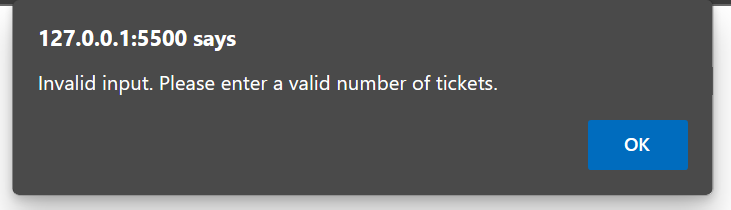 127.0.0.1:5500 says
Invalid input. Please enter a valid number of tickets.
OK